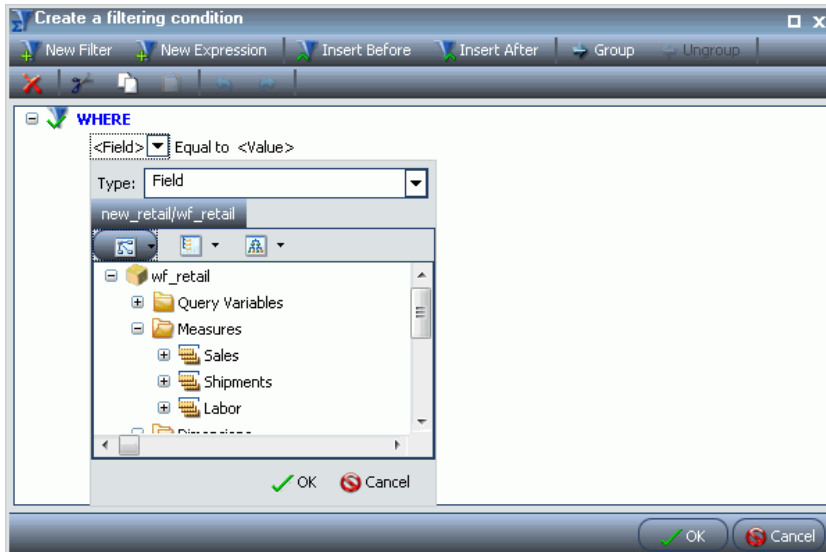 Create a filtering condition
New Filter New Expression Insert Before Insert After Group Ungroup
WHERE
<Field> Equal to <Value>
Type: Field
new_retail/wf_retail
wf_retail
Query Variables
Measures
Sales
Shipments
Labor
Dimensions
OK Cancel
OK Cancel